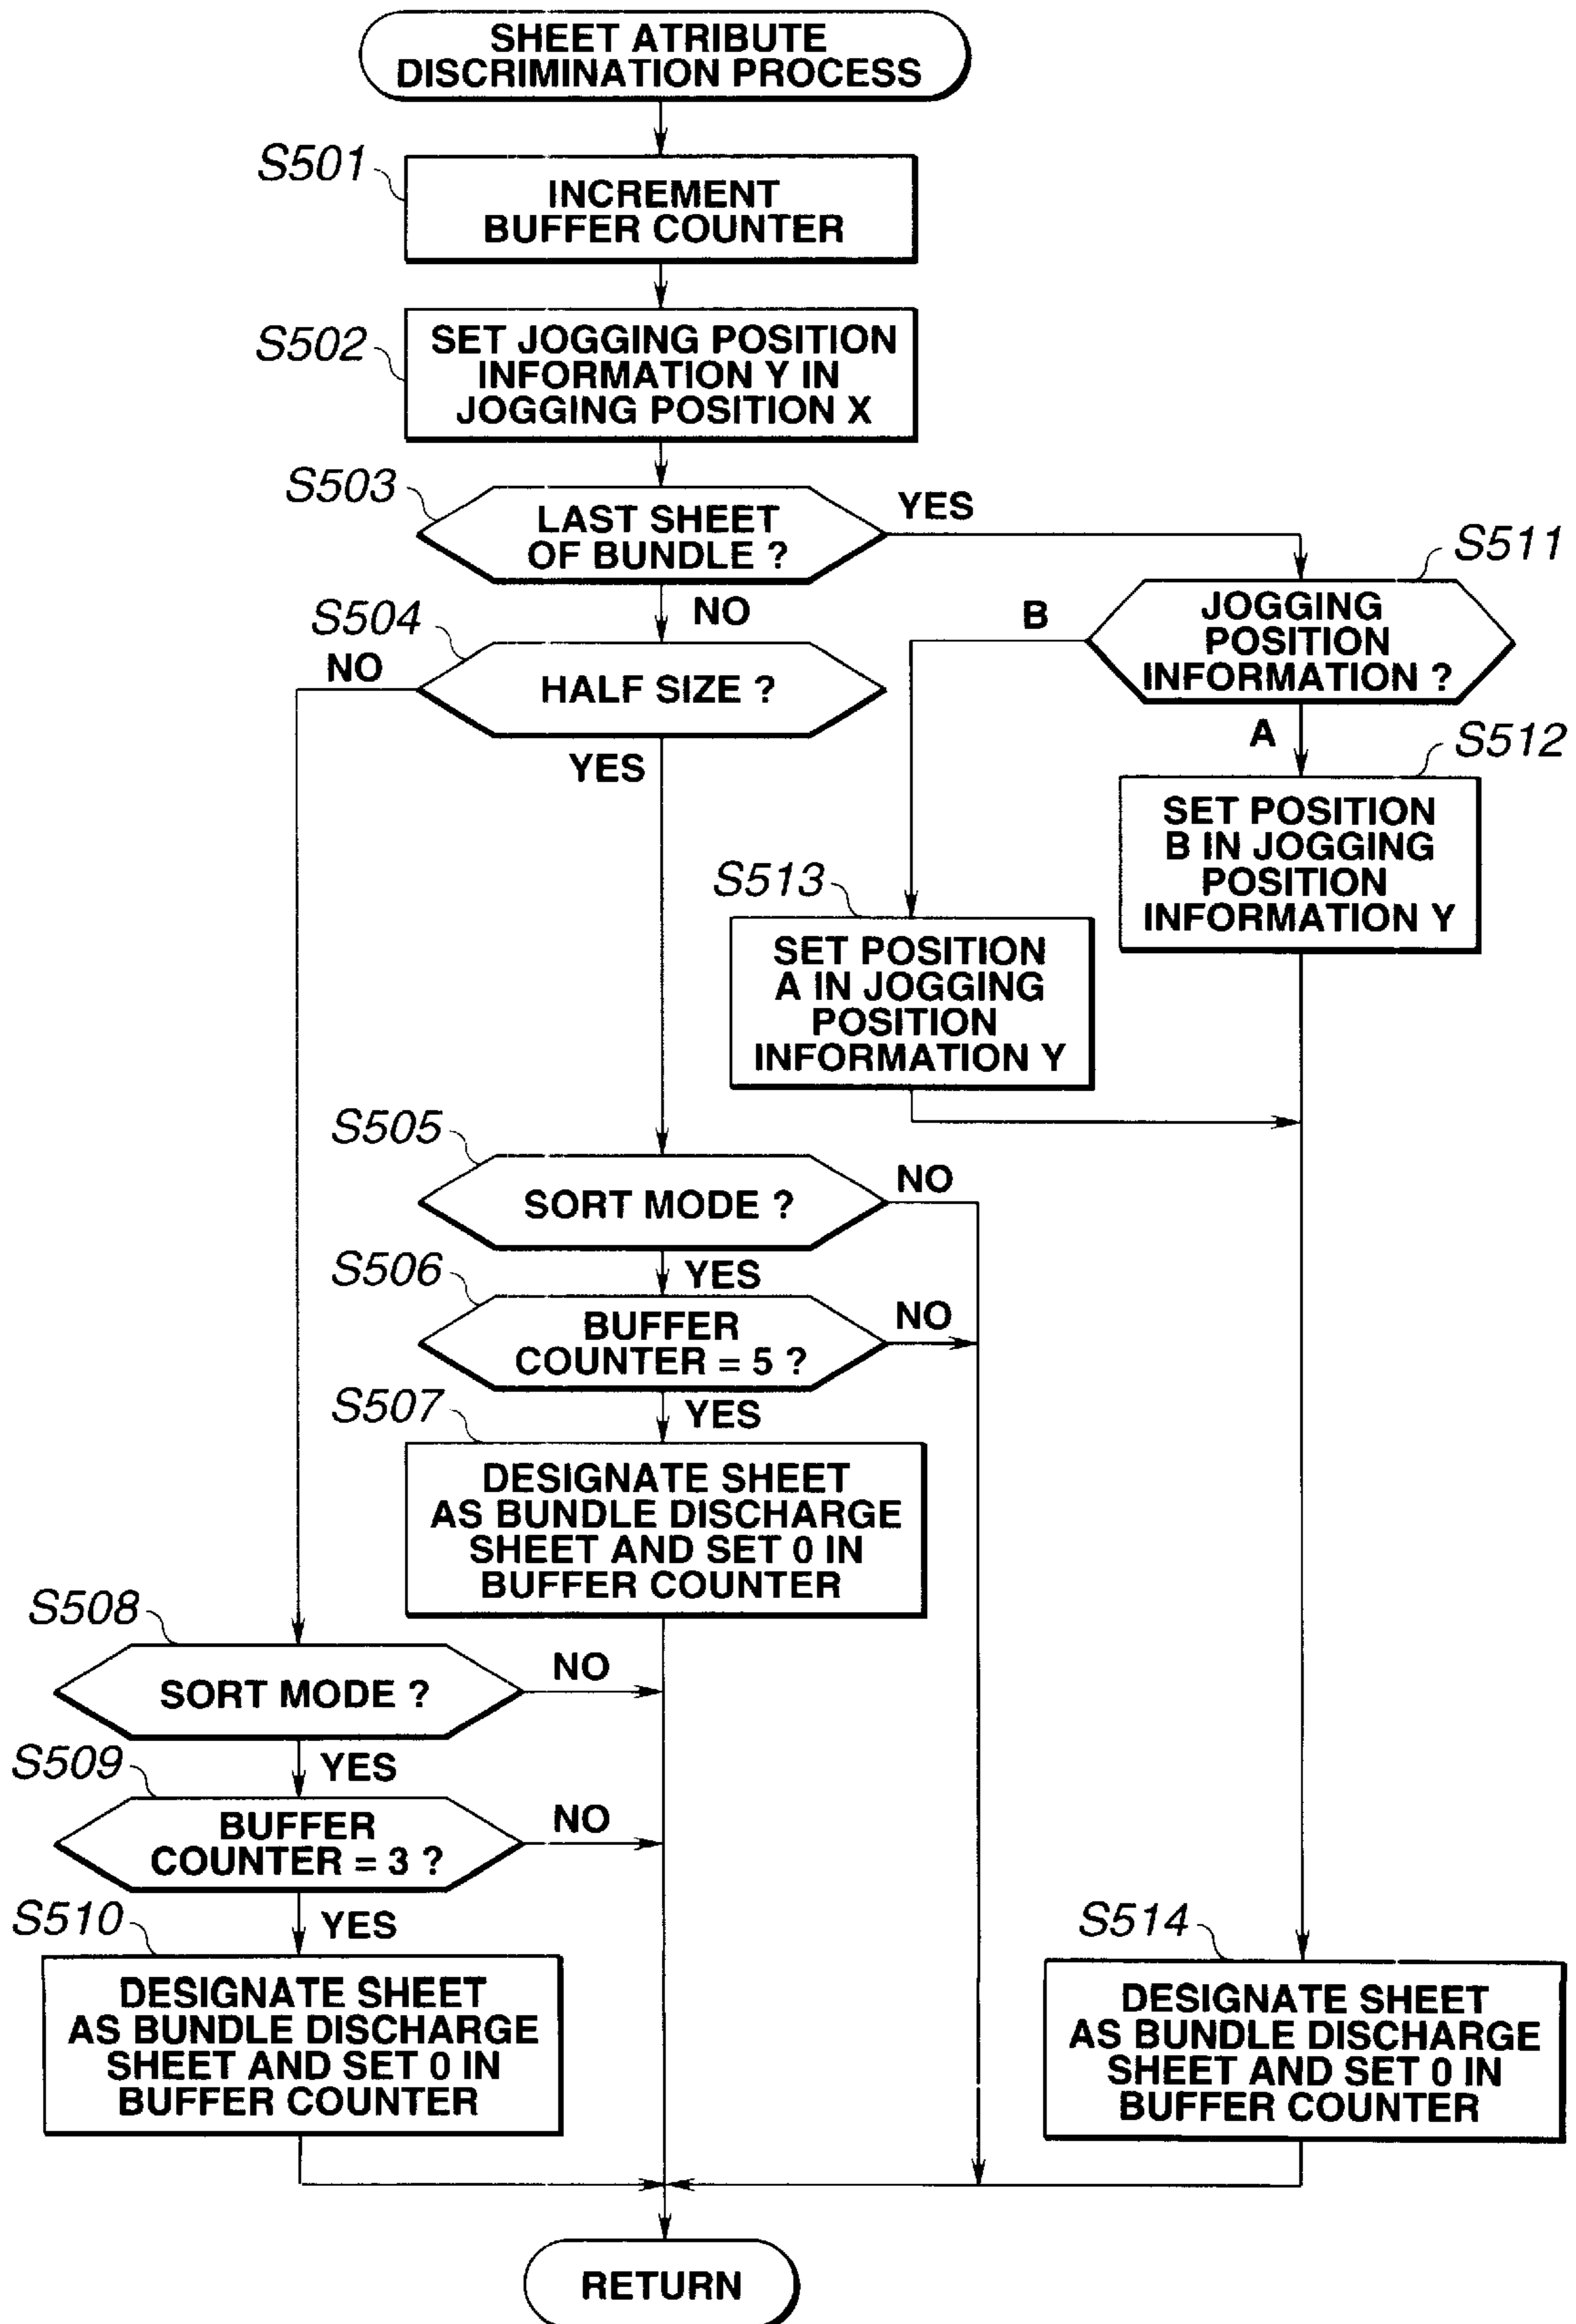 SHEET ATRIBUTE
DISCRIMINATION PROCESS
S501
INCREMENT
BUFFER COUNTER
S502
SET JOGGING POSITION
INFORMATION Y IN
JOGGING POSITION X
S503
LAST SHEET
OF BUNDLE ?
YES
NO
S511
JOGGING
POSITION
INFORMATION ?
B
A
S504
HALF SIZE ?
NO
YES
S512
SET POSITION
B IN JOGGING
POSITION
INFORMATION Y
S513
SET POSITION
A IN JOGGING
POSITION
INFORMATION Y
S505
SORT MODE ?
NO
YES
S506
BUFFER
COUNTER = 5 ?
NO
YES
S507
DESIGNATE SHEET
AS BUNDLE DISCHARGE
SHEET AND SET 0 IN
BUFFER COUNTER
S508
SORT MODE ?
NO
YES
S509
BUFFER
COUNTER = 3 ?
NO
YES
S510
DESIGNATE SHEET
AS BUNDLE DISCHARGE
SHEET AND SET 0 IN
BUFFER COUNTER
S514
DESIGNATE SHEET
AS BUNDLE DISCHARGE
SHEET AND SET 0 IN
BUFFER COUNTER
RETURN